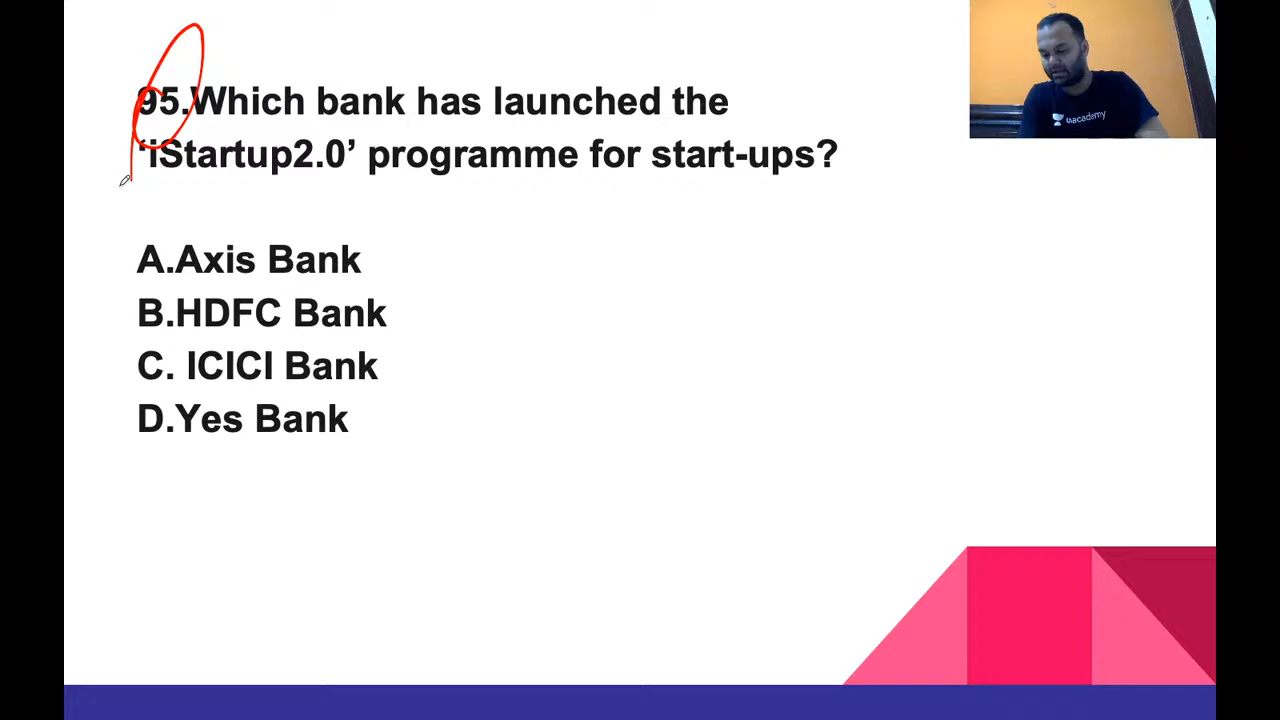 95.Which bank has launched the
‘iStartup2.0’ programme for start-ups?
A.Axis Bank
B.HDFC Bank
C. ICICI Bank
D.Yes Bank
unacademy